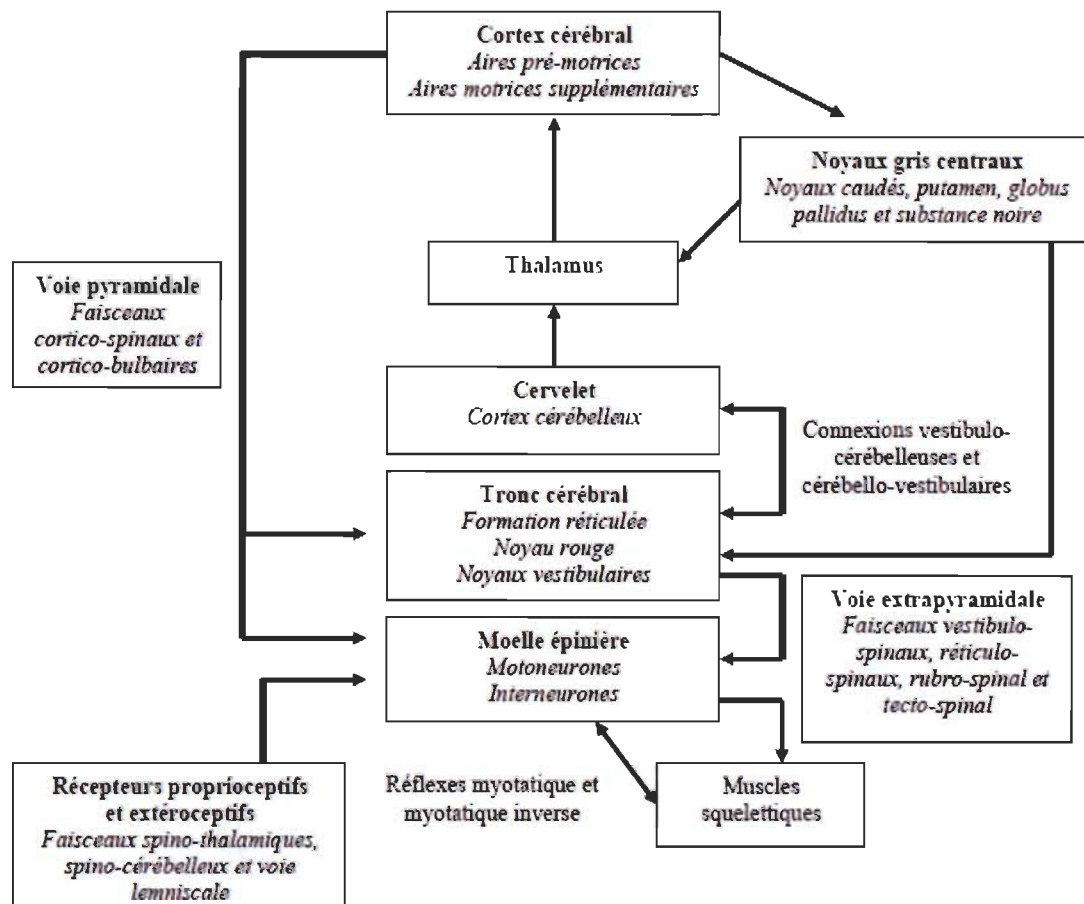 Cortex cérébral
Aires pré-motrices
Aires motrices supplémentaires
Noyaux gris centraux
Noyaux caudés, putamen, globus
pallidus et substance noire
Thalamus
Voie pyramidale
Faisceaux
cortico-spinaux et
cortico-bulbaires
Cervelet
Cortex cérébelleux
Connexions vestibulo-
cérébelleuses et
cérébello-vestibulaires
Tronc cérébral
Formation réticulée
Noyau rouge
Noyaux vestibulaires
Voie extrapyramidale
Faisceaux vestibulo-
spinaux, réticulo-
spinaux, rubro-spinal et
tecto-spinal
Moelle épinière
Motoneurones
Interneurones
Récepteurs proprioceptifs
et extéroceptifs
Faisceaux spino-thalamiques,
spino-cérébelleux et voie
lemniscale
Réflexes myotatique et
myotatique inverse
Muscles
squelettiques